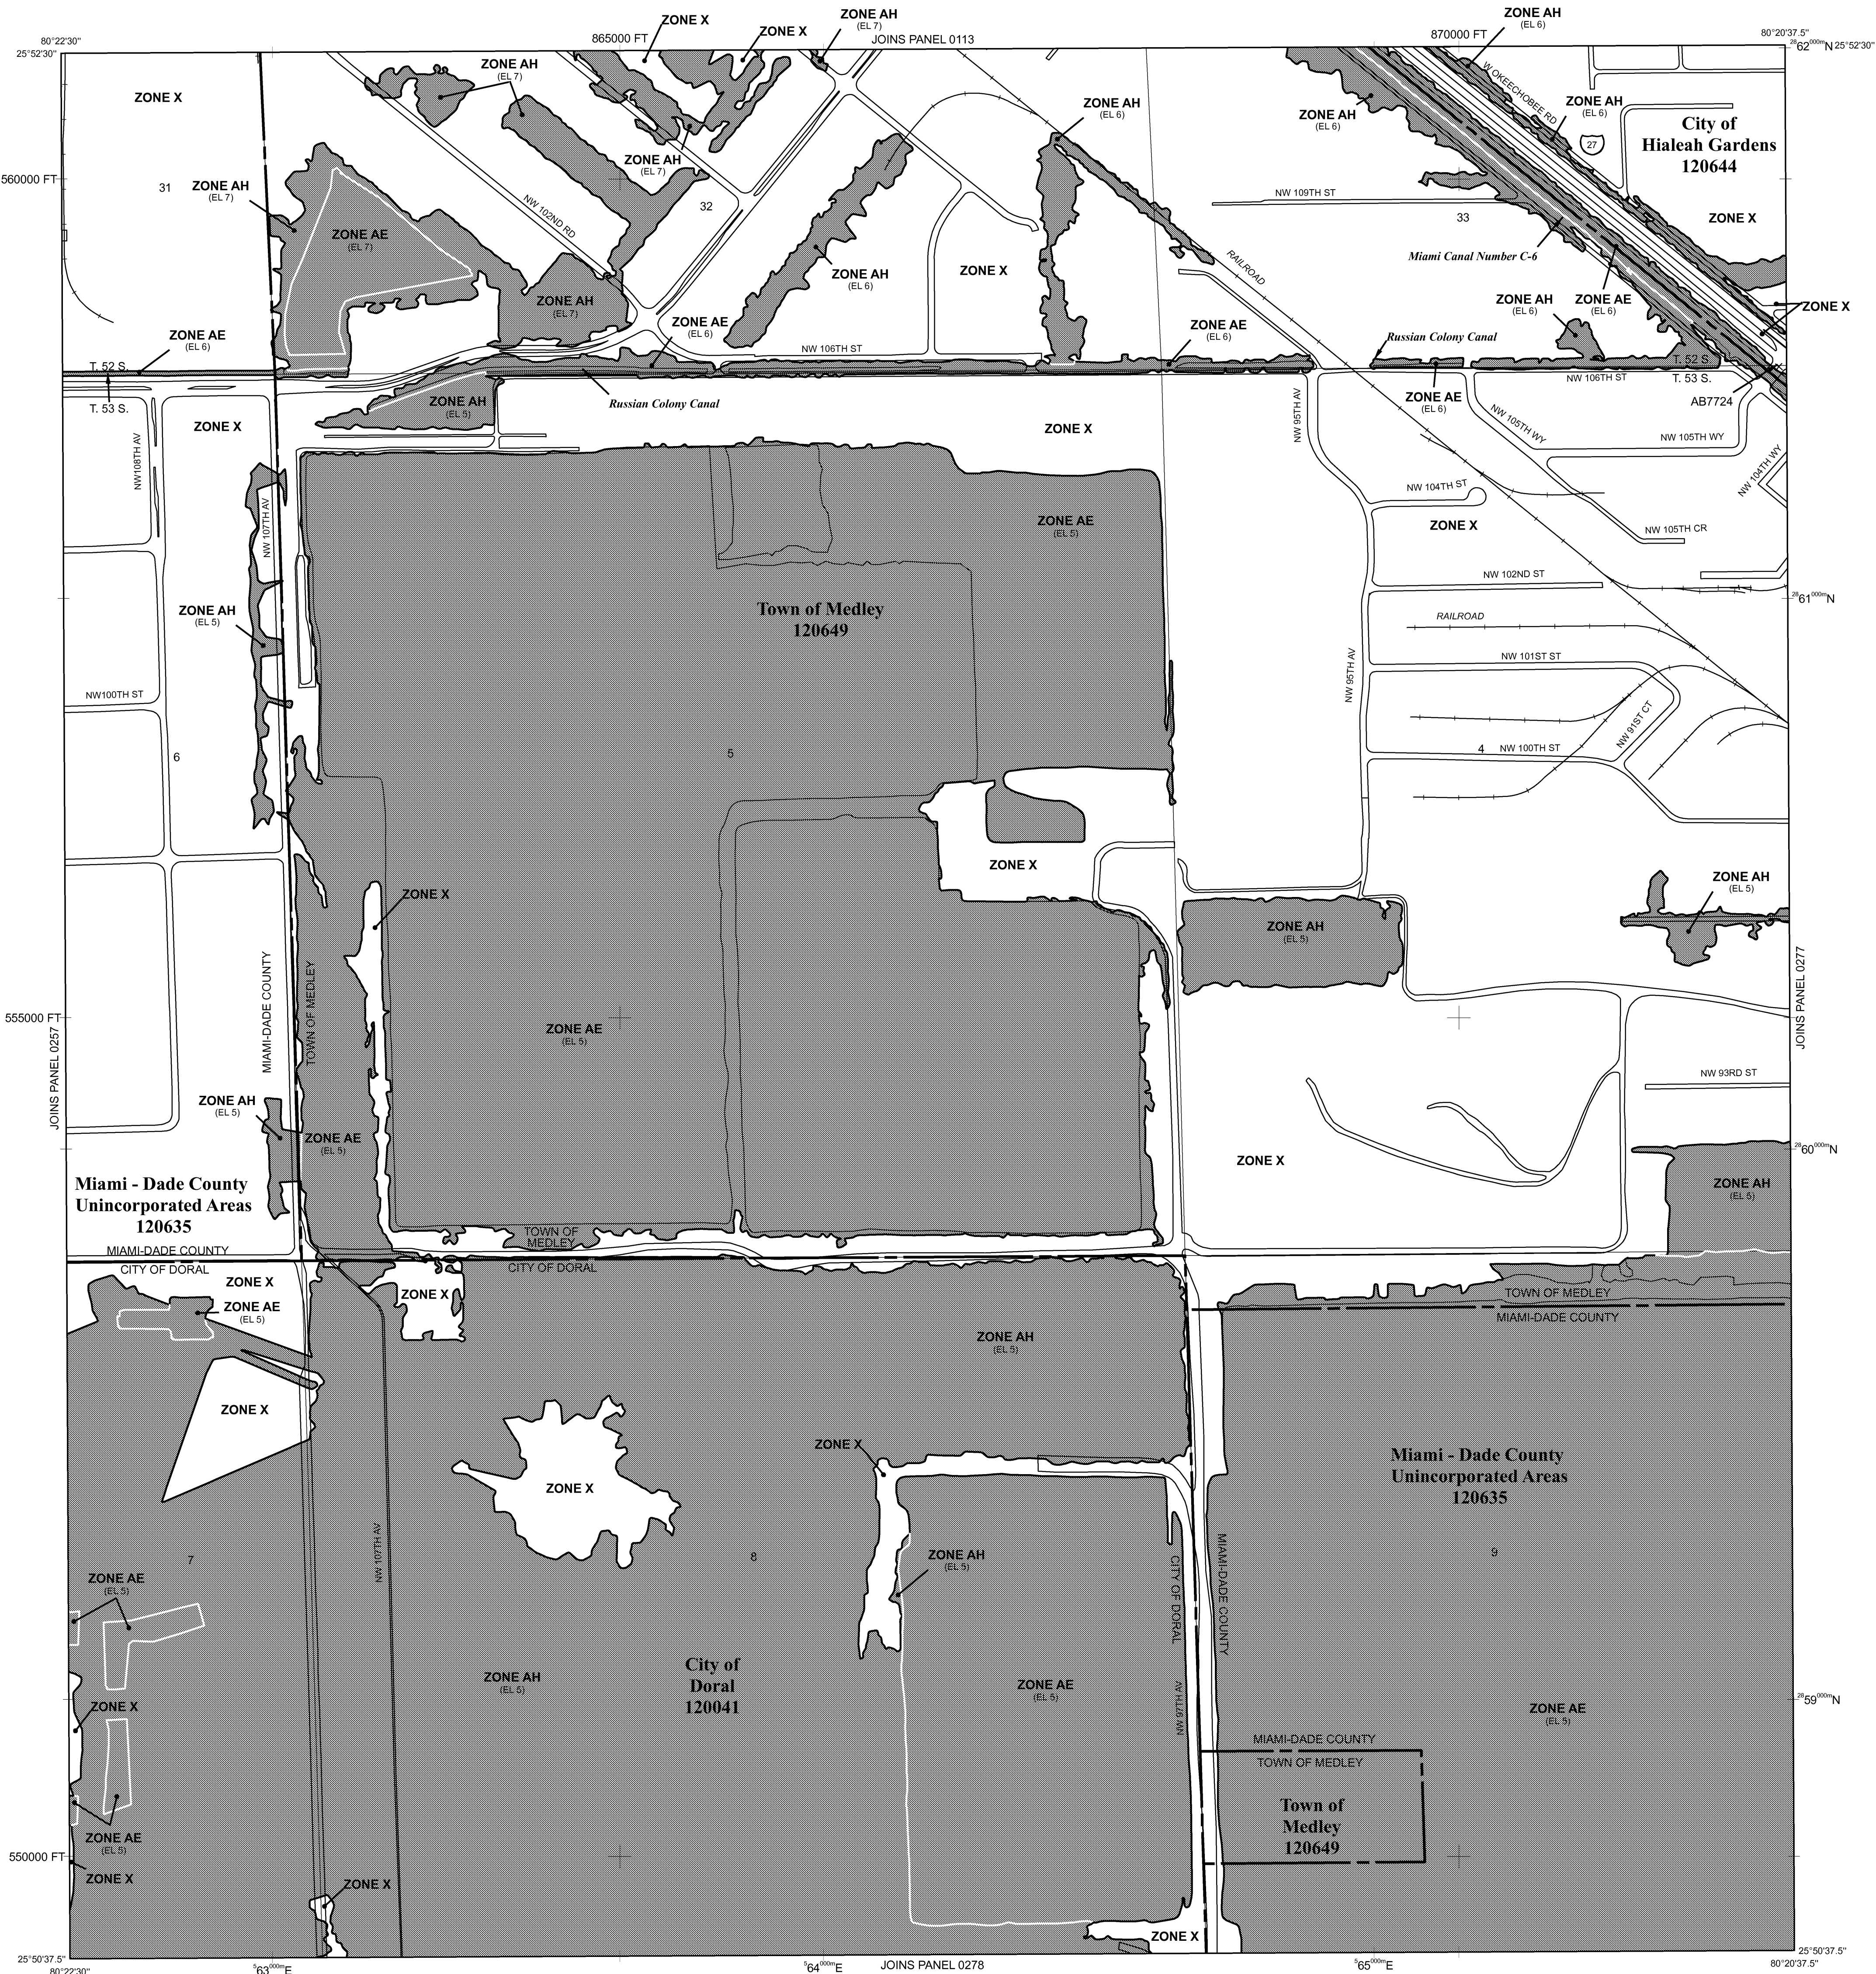 ZONE X
ZONE X
ZONE AH
(EL 7)
ZONE AH
(EL 6)
80°22'30"
25°52'30"
865000 FT
JOINS PANEL 0113
870000 FT
80°20'37.5"
2862000mN
25°52'30"
ZONE X
ZONE AH
(EL 7)
ZONE AH
(EL 6)
ZONE AH
(EL 6)
W OKEECHOBEE RD
ZONE AH
(EL 6)
City of
Hialeah Gardens
120644
27
560000 FT
31
ZONE AH
(EL 7)
ZONE AH
(EL 7)
NW 102ND RD
32
NW 109TH ST
33
ZONE X
ZONE AE
(EL 7)
ZONE AH
(EL 7)
ZONE AH
(EL 6)
ZONE X
RAILROAD
Miami Canal Number C-6
ZONE AH
(EL 6)
ZONE AE
(EL 6)
ZONE X
ZONE AE
(EL 6)
ZONE AE
(EL 6)
ZONE AE
(EL 6)
Russian Colony Canal
NW 106TH ST
T. 52 S.
T. 53 S.
T. 52 S.
T. 53 S.
NW 106TH ST
AB7724
ZONE AH
(EL 5)
Russian Colony Canal
ZONE AE
(EL 6)
NW 95TH AV
NW 105TH WY
NW 105TH WY
NW 104TH WY
ZONE X
ZONE X
NW108TH AV
NW 107TH AV
NW 104TH ST
ZONE X
NW 105TH CR
ZONE AE
(EL 5)
NW 102ND ST
2861000mN
ZONE AH
(EL 5)
Town of Medley
120649
RAILROAD
NW 95TH AV
NW 101ST ST
NW100TH ST
NW 91ST CT
6
5
4
NW 100TH ST
ZONE X
ZONE X
ZONE AH
(EL 5)
ZONE AH
(EL 5)
MIAMI-DADE COUNTY
TOWN OF MEDLEY
JOINS PANEL 0257
JOINS PANEL 0277
555000 FT
ZONE AE
(EL 5)
NW 93RD ST
ZONE AH
(EL 5)
ZONE AE
(EL 5)
ZONE X
2860000mN
ZONE AH
(EL 5)
Miami - Dade County
Unincorporated Areas
120635
MIAMI-DADE COUNTY
CITY OF DORAL
TOWN OF
MEDLEY
CITY OF DORAL
ZONE X
ZONE AE
(EL 5)
ZONE X
TOWN OF MEDLEY
MIAMI-DADE COUNTY
ZONE AH
(EL 5)
ZONE X
ZONE X
ZONE X
Miami - Dade County
Unincorporated Areas
120635
NW 107TH AV
7
8
9
ZONE AH
(EL 5)
ZONE AE
(EL 5)
CITY OF DORAL
MIAMI-DADE COUNTY
ZONE AH
(EL 5)
City of
Doral
120041
ZONE AE
(EL 5)
NW 97TH AV
ZONE X
ZONE AE
(EL 5)
2859000mN
MIAMI-DADE COUNTY
TOWN OF MEDLEY
Town of
Medley
120649
ZONE AE
(EL 5)
550000 FT
ZONE X
ZONE X
ZONE X
25°50'37.5"
80°22'30"
563000mE
564000mE
JOINS PANEL 0278
565000mE
80°20'37.5"
25°50'37.5"